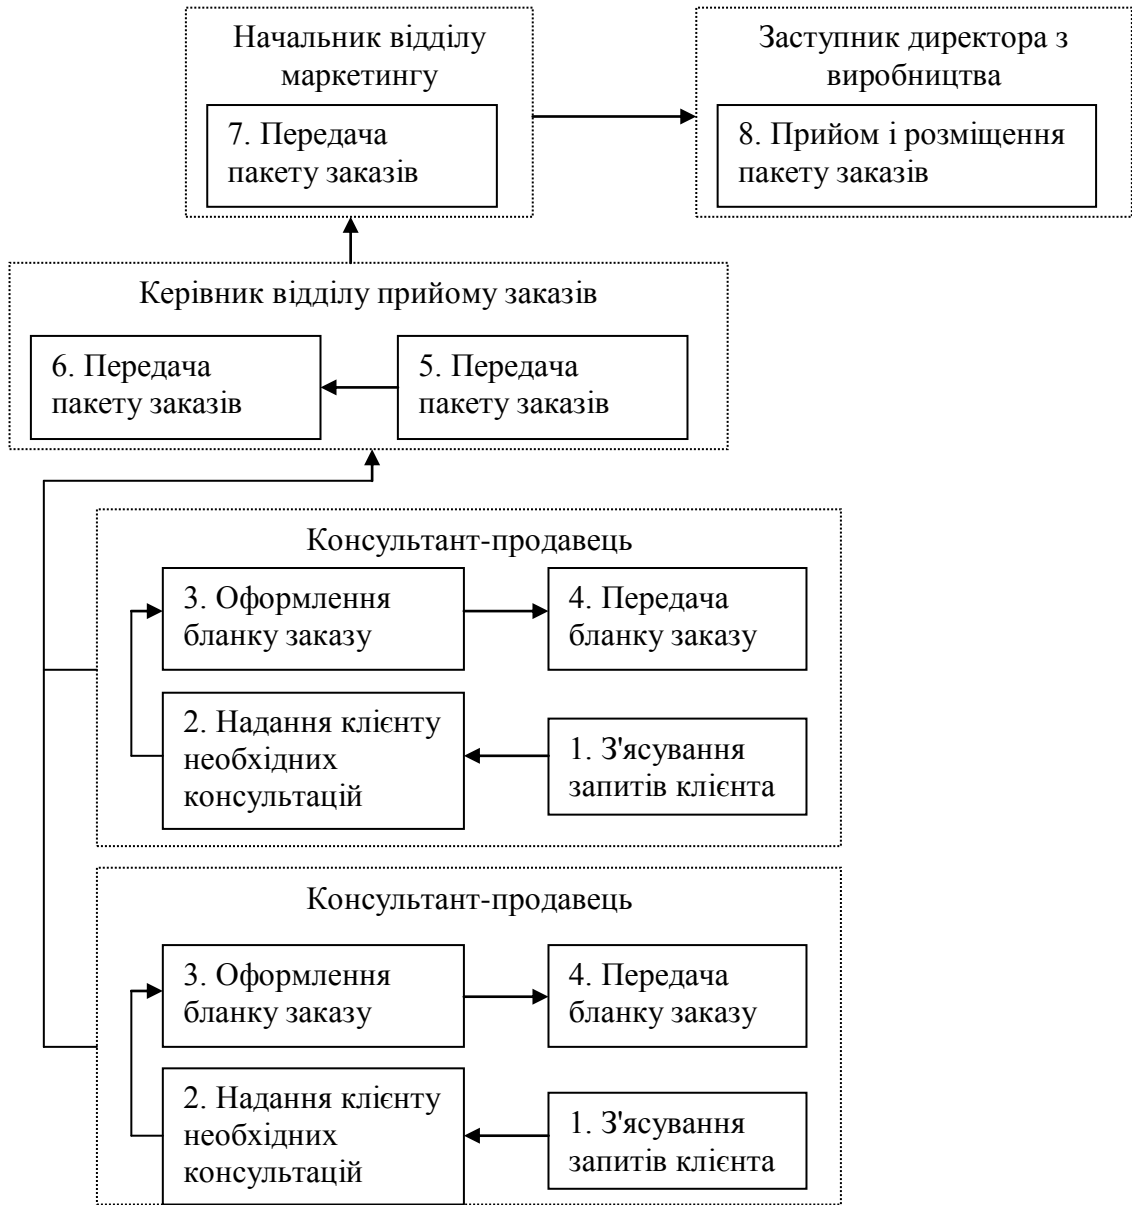 Начальник відділу
маркетингу
7. Передача
пакету заказів
Заступник директора з
виробництва
8. Прийом і розміщення
пакету заказів
Керівник відділу прийому заказів
6. Передача
пакету заказів
5. Передача
пакету заказів
Консультант-продавець
3. Оформлення
бланку заказу
4. Передача
бланку заказу
2. Надання клієнту
необхідних
консультацій
1. З'ясування
запитів клієнта
Консультант-продавець
3. Оформлення
бланку заказу
4. Передача
бланку заказу
2. Надання клієнту
необхідних
консультацій
1. З'ясування
запитів клієнта